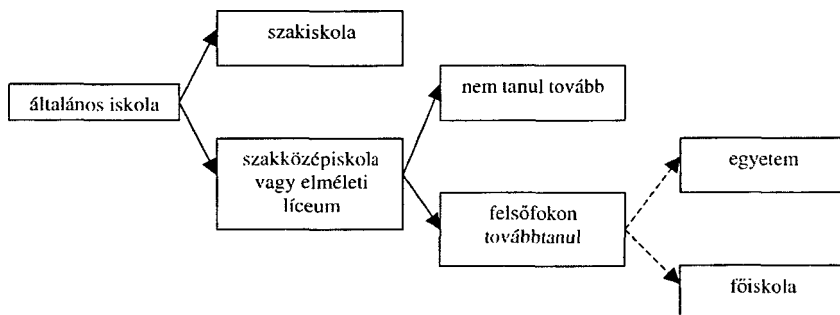 szakiskola
általános iskola
nem tanul tovább
szakközépiskola
vagy elméleti
líceum
egyetem
felsőfokon
továbbtanul
főiskola